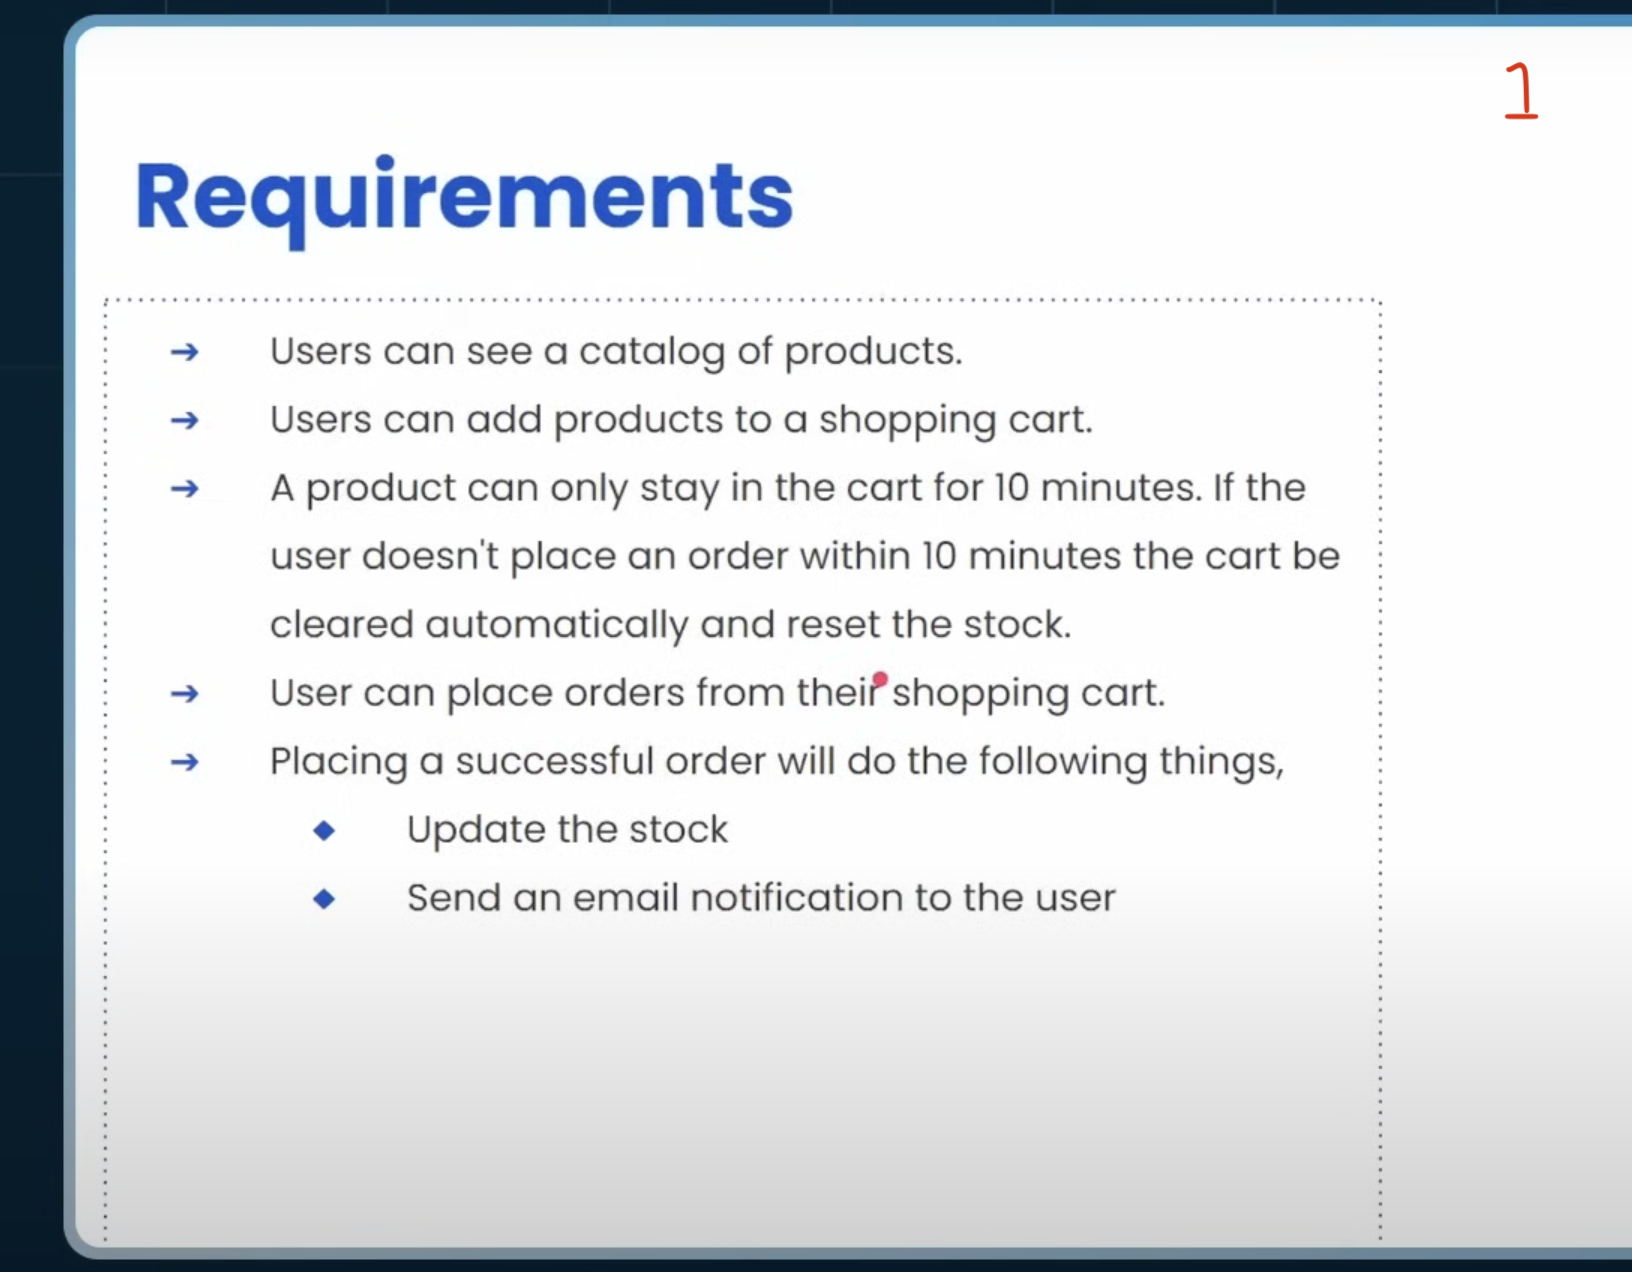 1
Requirements
➔ Users can see a catalog of products.
➔ Users can add products to a shopping cart.
➔ A product can only stay in the cart for 10 minutes. If the
user doesn't place an order within 10 minutes the cart be
cleared automatically and reset the stock.
➔ User can place orders from their shopping cart.
➔ Placing a successful order will do the following things,
◆ Update the stock
◆ Send an email notification to the user